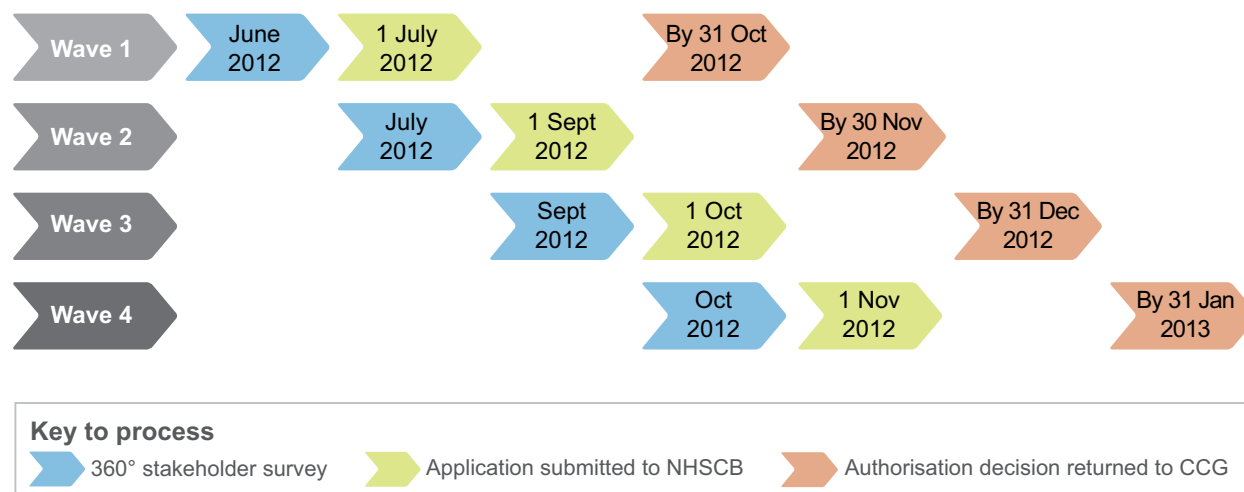 Wave 1
June
2012
1 July
2012
By 31 Oct
2012
Wave 2
July
2012
1 Sept
2012
By 30 Nov
2012
Wave 3
Sept
2012
1 Oct
2012
By 31 Dec
2012
Wave 4
Oct
2012
1 Nov
2012
By 31 Jan
2013
Key to process
360° stakeholder survey
Application submitted to NHSCB
Authorisation decision returned to CCG